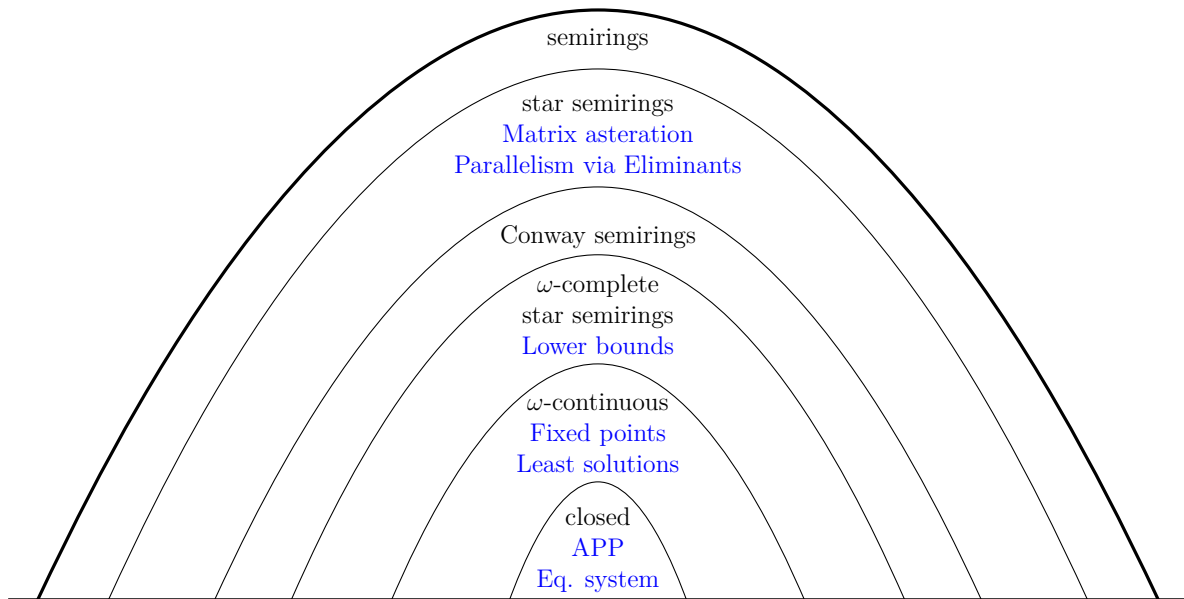 semirings
star semirings
Matrix asteration
Parallelism via Eliminants
Conway semirings
ω-complete
star semirings
Lower bounds
ω-continuous
Fixed points
Least solutions
closed
APP
Eq. system